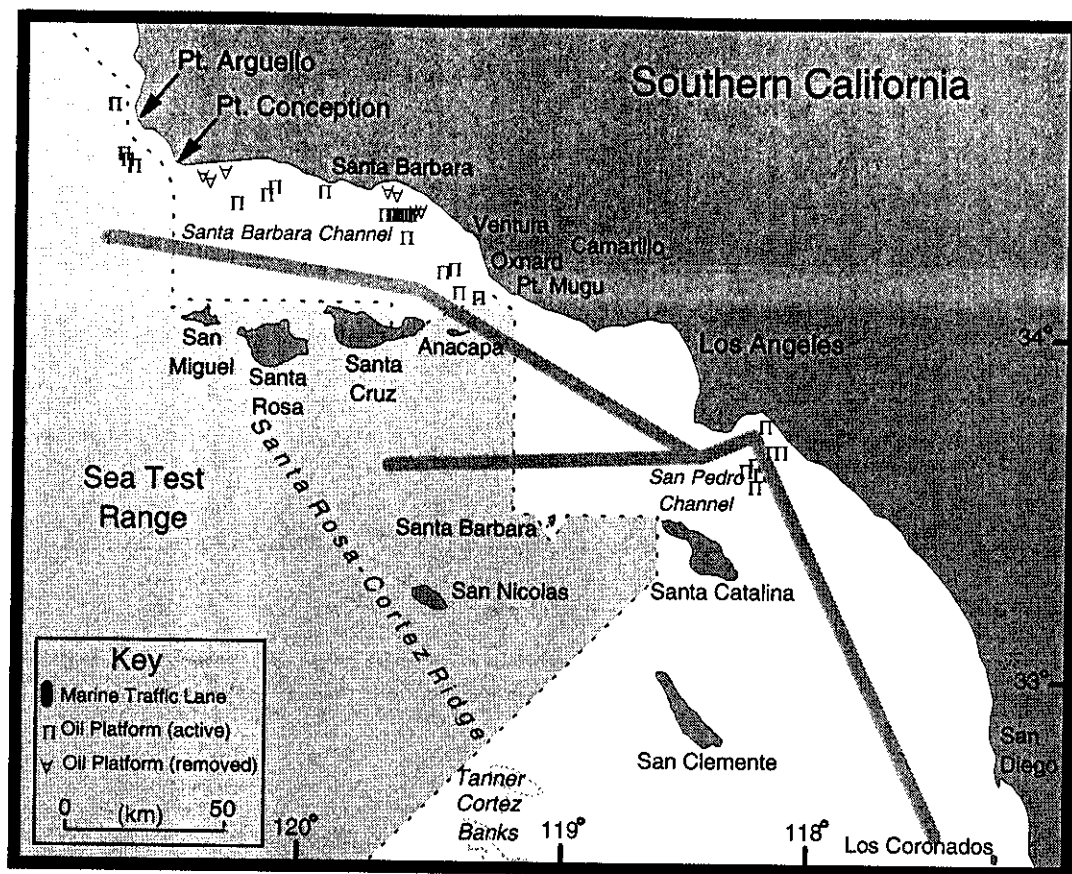 Pt. Arguello
Southern California
Pt. Conception
Santa Barbara
Santa Barbara Channel
Ventura
Camarillo
Oxnard
Pt. Mugu
San
Miguel
Santa
Rosa
Santa
Cruz
Anacapa
Los Angeles
34°
Santa Rosa-Cortez Ridge
Sea Test
Range
San Pedro
Channel
Santa Barbara
San Nicolas
Santa Catalina
33°
Key
Marine Traffic Lane
Oil Platform (active)
Oil Platform (removed)
0 (km) 50
San Clemente
San
Diego
Tanner
Cortez
Banks
120°
119°
118°
Los Coronados